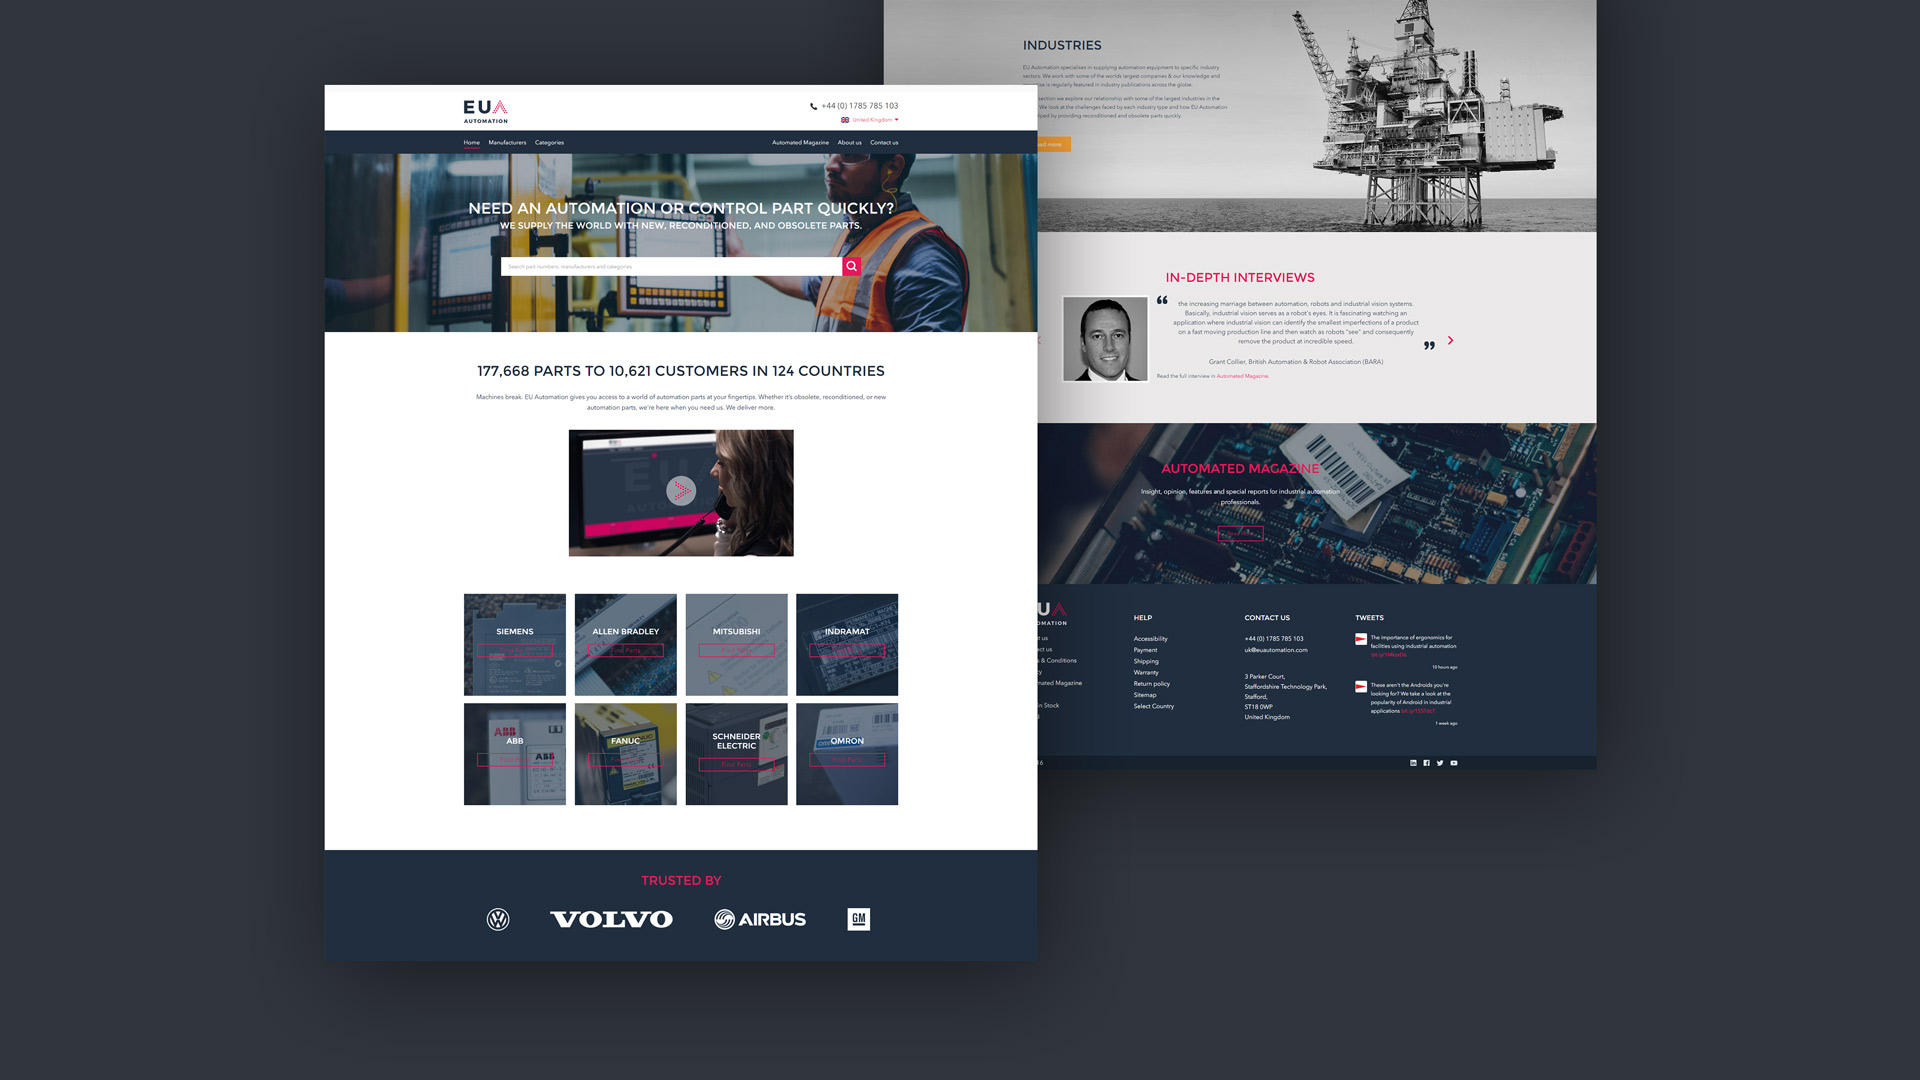 EUA
AUTOMATION
+44 (0) 1785 785 103
United Kingdom
Home Manufacturers Categories
Automated Magazine About us Contact us
NEED AN AUTOMATION OR CONTROL PART QUICKLY?
WE SUPPLY THE WORLD WITH NEW, RECONDITIONED, AND OBSOLETE PARTS.
Search part numbers, manufacturers and categories
177,668 PARTS TO 10,621 CUSTOMERS IN 124 COUNTRIES
Machines break. EU Automation gives you access to a world of automation parts at your fingertips. Whether it's obsolete, reconditioned, or new
automation parts, we're here when you need us. We deliver more.
SIEMENS
Find Parts
ALLEN BRADLEY
Find Parts
MITSUBISHI
Find Parts
INDRAMAT
Find Parts
ABB
Find Parts
FANUC
Find Parts
SCHNEIDER
ELECTRIC
Find Parts
OMRON
Find Parts
TRUSTED BY
VOLVO
AIRBUS
GM
INDUSTRIES
EU Automation specialises in supplying automation equipment to specific industry
sectors. We work with some of the worlds largest companies & our knowledge and
is regularly featured in industry publications across the globe.
section we explore our relationship with some of the largest industries in the
We look at the challenges faced by each industry type and how EU Automation
by providing reconditioned and obsolete parts quickly.
more
IN-DEPTH INTERVIEWS
“ the increasing marriage between automation, robots and industrial vision systems.
Basically, industrial vision serves as a robot's eyes. It is fascinating watching an
application where industrial vision can identify the smallest imperfections of a product
on a fast moving production line and then watch as robots "see" and consequently
remove the product at incredible speed. ”
Grant Collier, British Automation & Robot Association (BARA)
Read the full interview in Automated Magazine.
AUTOMATED MAGAZINE
Insight, opinion, features and special reports for industrial automation
professionals.
UA
OMATION
t us
ct us
s & Conditions
cy
mated Magazine
in Stock
HELP
Accessibility
Payment
Shipping
Warranty
Return policy
Sitemap
Select Country
CONTACT US
+44 (0) 1785 785 103
uk@euautomation.com
3 Parker Court,
Staffordshire Technology Park,
Stafford,
ST18 0WP
United Kingdom
TWEETS
The importance of ergonomics for
facilities using industrial automation
10 hours ago
These aren't the Androids you're
looking for? We take a look at the
popularity of Android in industrial
applications
1 week ago
16